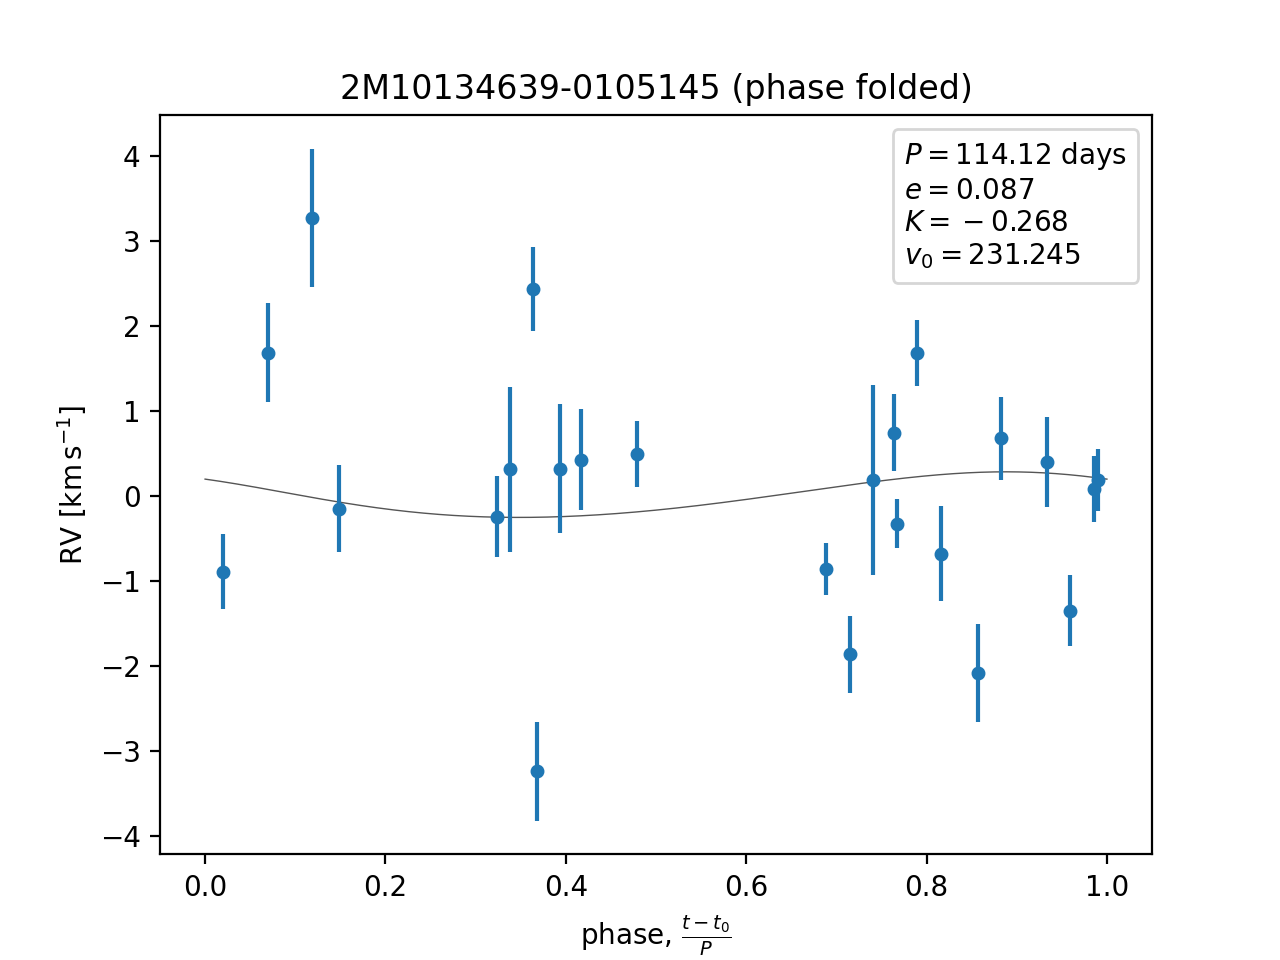 2M10134639-0105145 (phase folded)
P = 114.12 days
e = 0.087
K = −0.268
v₀ = 231.245
RV [km s⁻¹]
4
3
2
1
0
−1
−2
−3
−4
0.0 0.2 0.4 0.6 0.8 1.0
phase, (t − t₀)/P